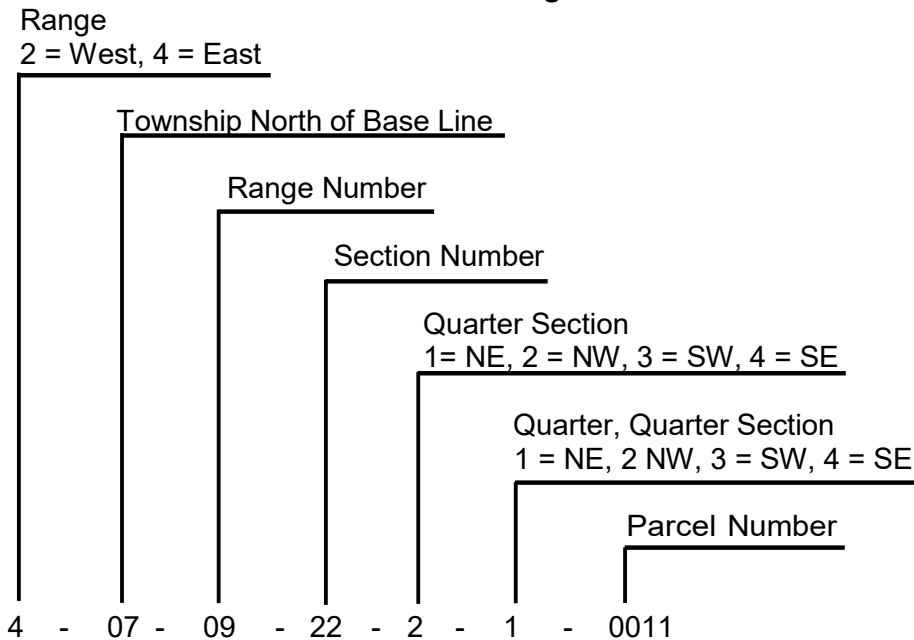 Range
2 = West, 4 = East
Township North of Base Line
Range Number
Section Number
Quarter Section
1= NE, 2 = NW, 3 = SW, 4 = SE
Quarter, Quarter Section
1 = NE, 2 NW, 3 = SW, 4 = SE
Parcel Number
4 - 07 - 09 - 22 - 2 - 1 - 0011